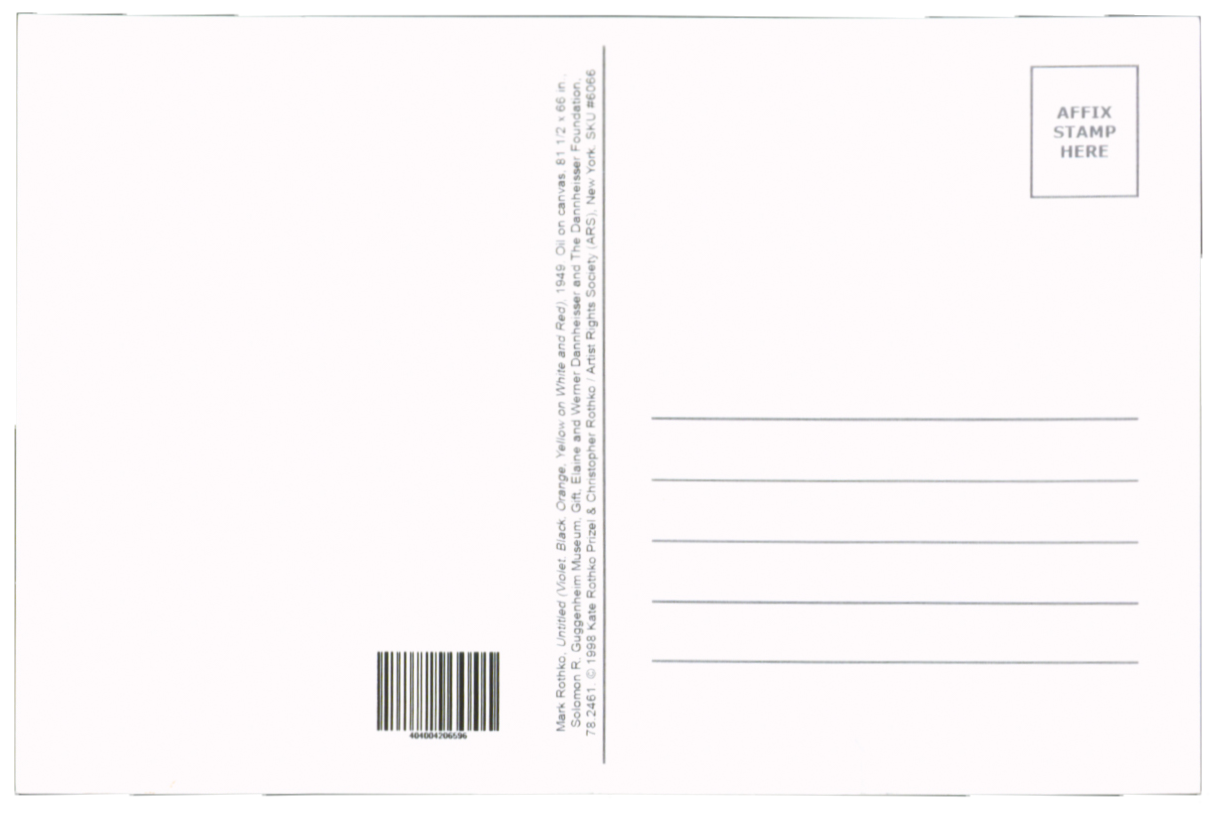 Mark Rothko, Untitled (Violet, Black, Orange, Yellow on White and Red), 1949. Oil on canvas, 81 1/2 x 66 in.,
Solomon R. Guggenheim Museum, Gift, Elaine and Werner Dannheisser and The Dannheisser Foundation,
78.2461. © 1998 Kate Rothko Prizel & Christopher Rothko / Artist Rights Society (ARS), New York. SKU #6066
404004206596
AFFIX
STAMP
HERE